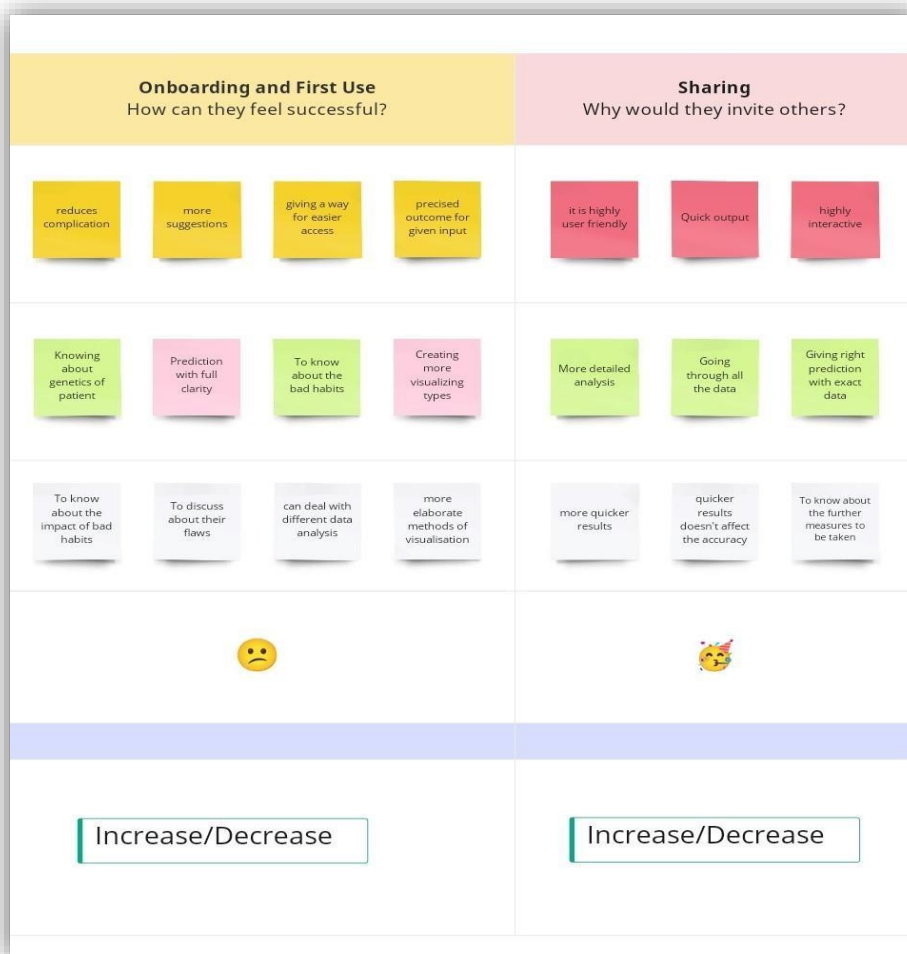 Onboarding and First Use
How can they feel successful?
Sharing
Why would they invite others?
reduces
complication
more
suggestions
giving a way
for easier
access
precised
outcome for
given input
it is highly
user friendly
Quick output
highly
interactive
Knowing
about
genetics of
patient
Prediction
with full
clarity
To know
about the
bad habits
Creating
more
visualizing
types
More detailed
analysis
Going
through all
the data
Giving right
prediction
with exact
data
To know
about the
impact of bad
habits
To discuss
about their
flaws
can deal with
different data
analysis
more
elaborate
methods of
visualisation
more quicker
results
quicker
results
doesn't affect
the accuracy
To know about
the further
measures to
be taken
Increase/Decrease
Increase/Decrease